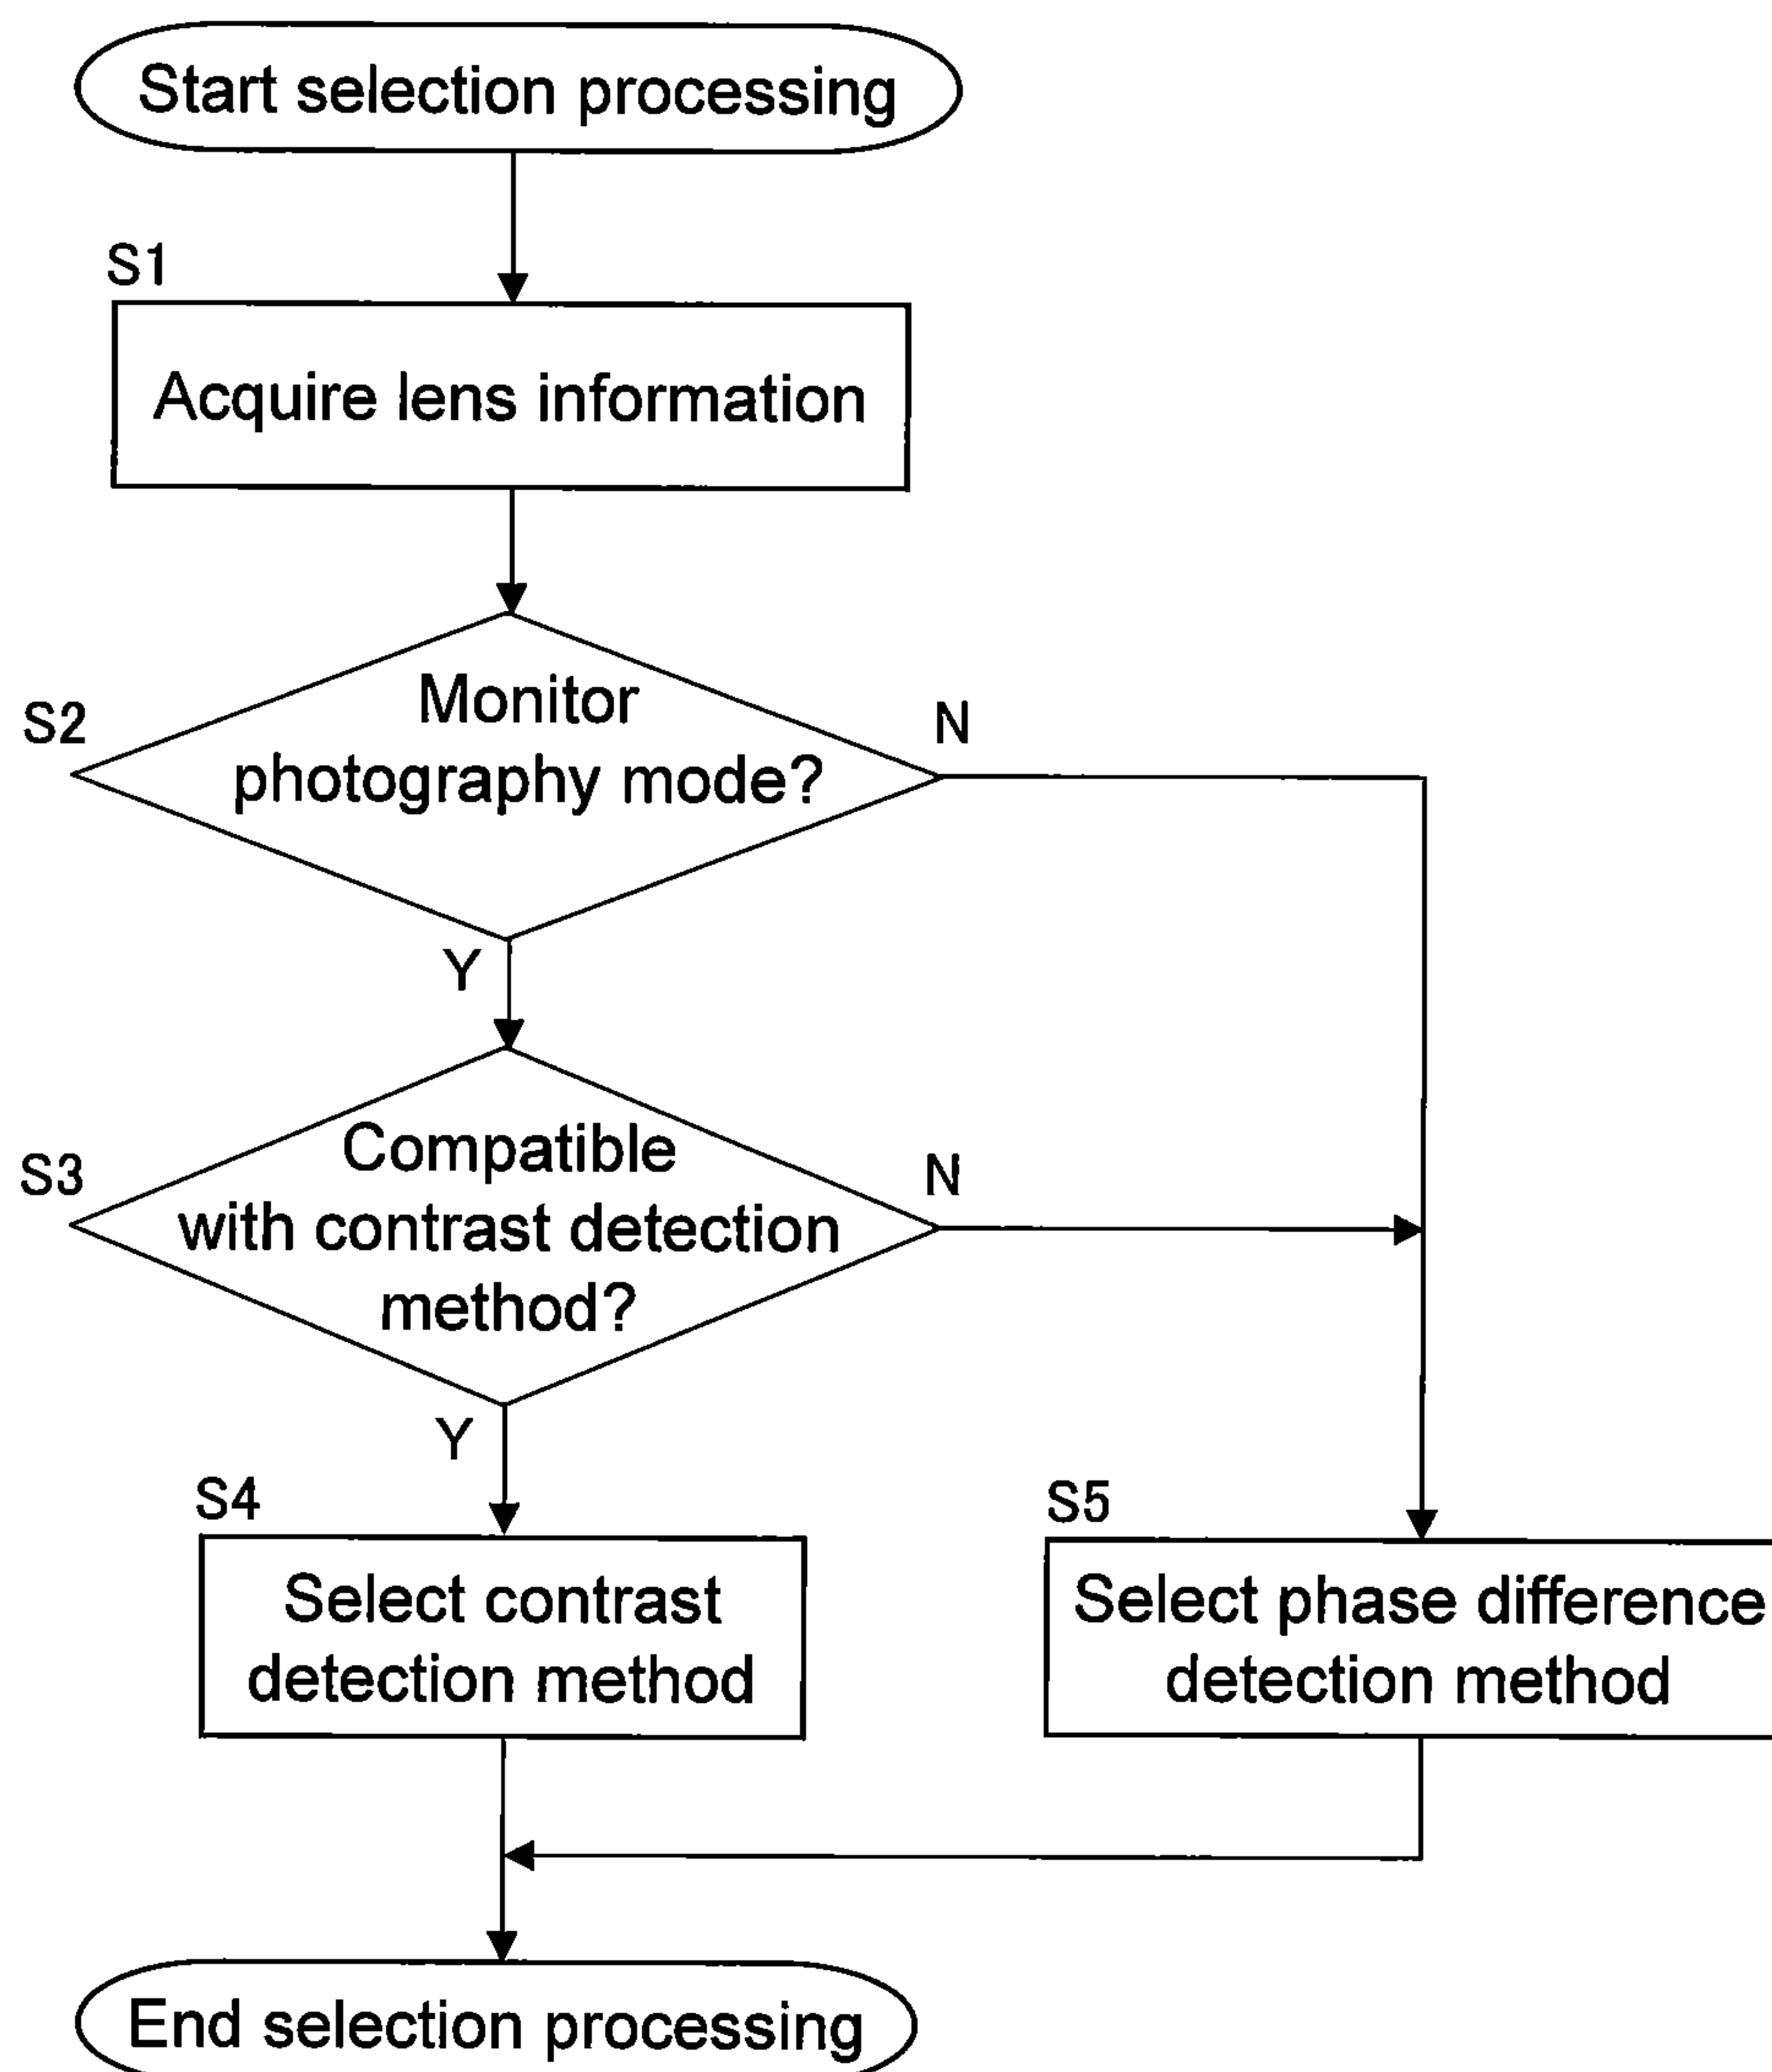 Start selection processing
S1
Acquire lens information
S2
Monitor
photography mode?
N
Y
S3
Compatible
with contrast detection
method?
N
Y
S4
Select contrast
detection method
S5
Select phase difference
detection method
End selection processing